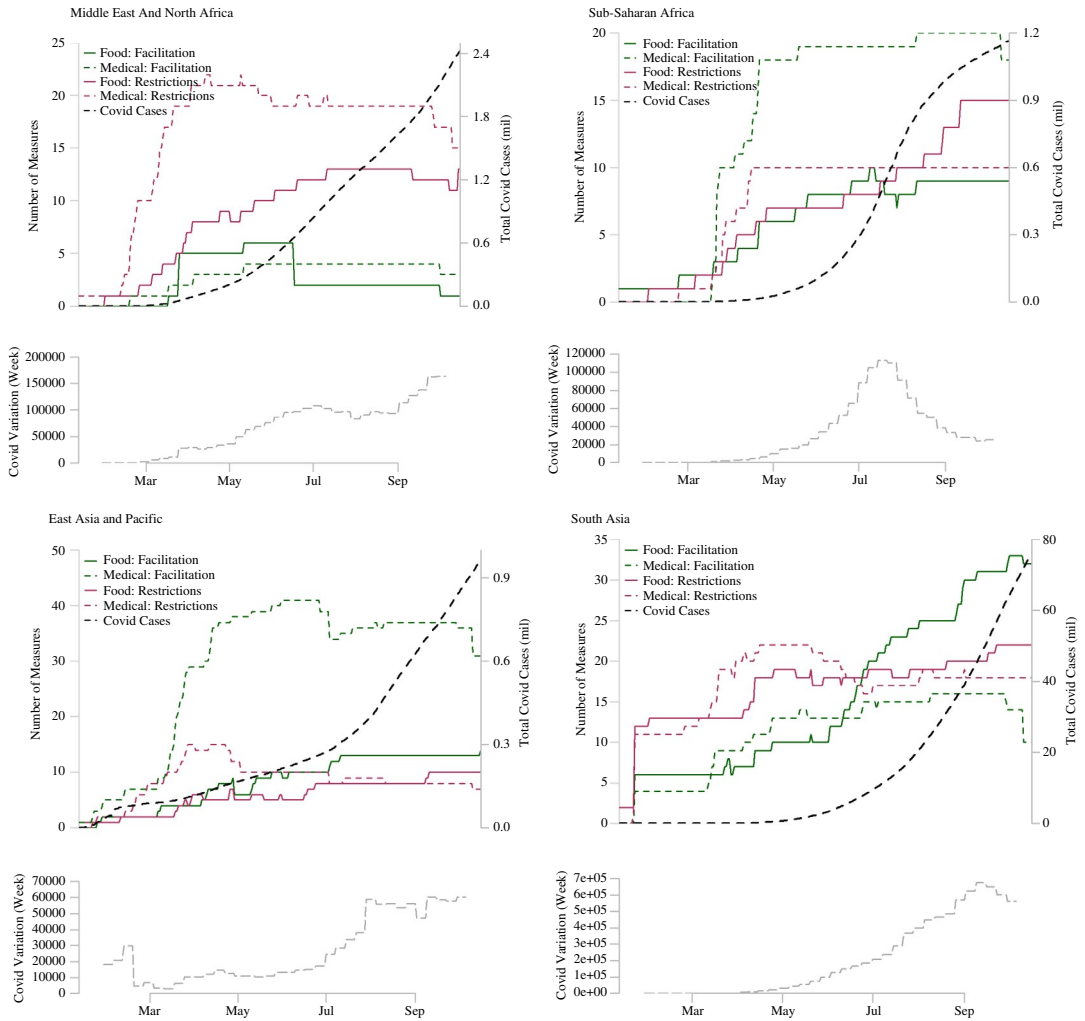 Middle East And North Africa
Number of Measures
25
20
15
10
5
0
Food: Facilitation
Medical: Facilitation
Food: Restrictions
Medical: Restrictions
Covid Cases
2.4
1.8
1.2
0.6
0.0
Total Covid Cases (mil)
Covid Variation (Week)
200000
150000
100000
50000
0
Mar May Jul Sep
Sub-Saharan Africa
Number of Measures
20
15
10
5
0
Food: Facilitation
Medical: Facilitation
Food: Restrictions
Medical: Restrictions
Covid Cases
1.2
0.9
0.6
0.3
0.0
Total Covid Cases (mil)
Covid Variation (Week)
120000
100000
80000
60000
40000
20000
0
Mar May Jul Sep
East Asia and Pacific
Number of Measures
50
40
30
20
10
0
Food: Facilitation
Medical: Facilitation
Food: Restrictions
Medical: Restrictions
Covid Cases
0.9
0.6
0.3
0.0
Total Covid Cases (mil)
Covid Variation (Week)
70000
60000
50000
40000
30000
20000
10000
0
Mar May Jul Sep
South Asia
Number of Measures
35
30
25
20
15
10
5
0
Food: Facilitation
Medical: Facilitation
Food: Restrictions
Medical: Restrictions
Covid Cases
80
60
40
20
0
Total Covid Cases (mil)
Covid Variation (Week)
7e+05
6e+05
5e+05
4e+05
3e+05
2e+05
1e+05
0e+00
Mar May Jul Sep